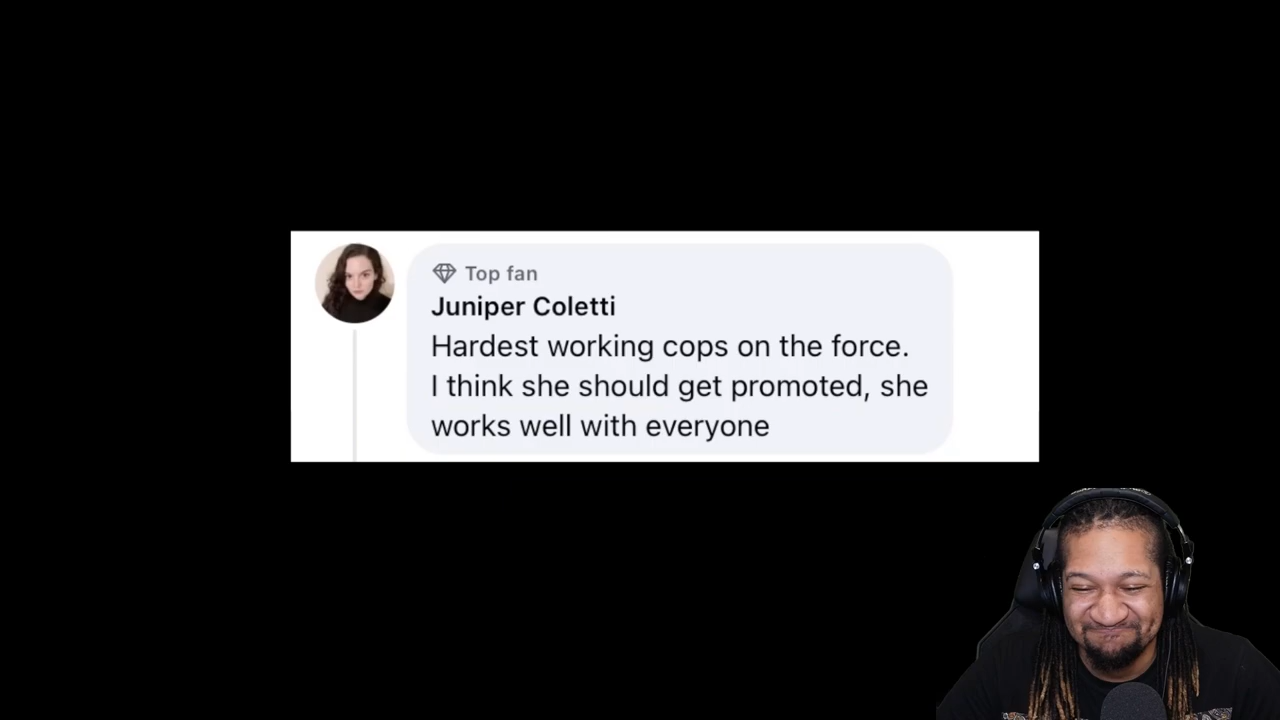 Top fan
Juniper Coletti
Hardest working cops on the force.
I think she should get promoted, she
works well with everyone